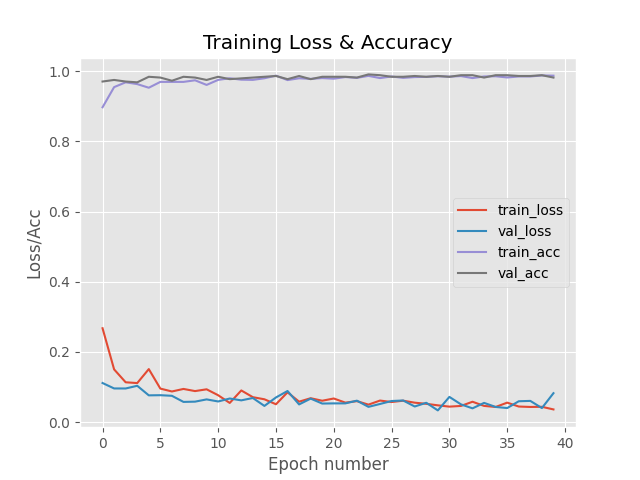 Training Loss & Accuracy
Loss/Acc
1.0
0.8
0.6
0.4
0.2
0.0
train_loss
val_loss
train_acc
val_acc
0 5 10 15 20 25 30 35 40
Epoch number